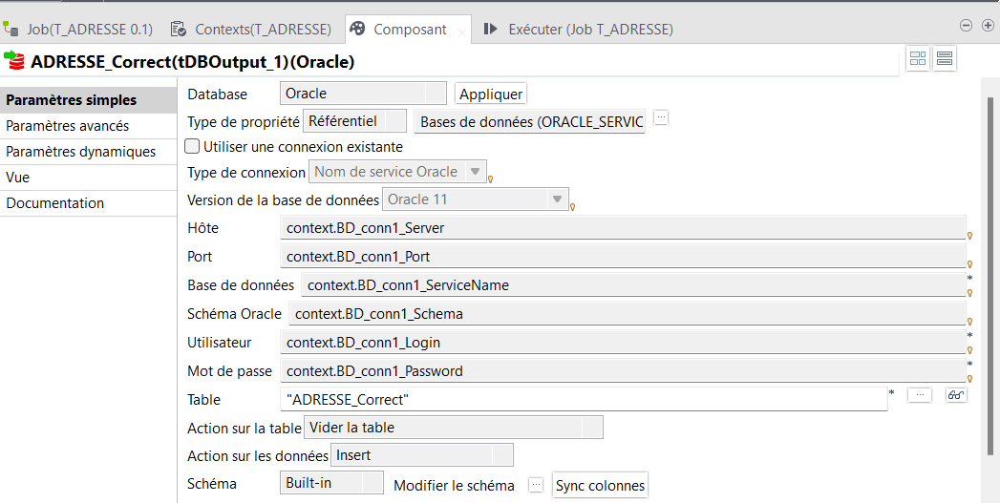 Job(T_ADRESSE 0.1) Contexts(T_ADRESSE) Composant Exécuter (Job T_ADRESSE)
ADRESSE_Correct(tDBOutput_1)(Oracle)
Paramètres simples
Paramètres avancés
Paramètres dynamiques
Vue
Documentation
Database Oracle Appliquer
Type de propriété Référentiel Bases de données (ORACLE_SERVIC ...
Utiliser une connexion existante
Type de connexion Nom de service Oracle
Version de la base de données Oracle 11
Hôte context.BD_conn1_Server
Port context.BD_conn1_Port
Base de données context.BD_conn1_ServiceName *
Schéma Oracle context.BD_conn1_Schema
Utilisateur context.BD_conn1_Login *
Mot de passe context.BD_conn1_Password *
Table "ADRESSE_Correct" * ...
Action sur la table Vider la table
Action sur les données Insert
Schéma Built-in Modifier le schéma ... Sync colonnes